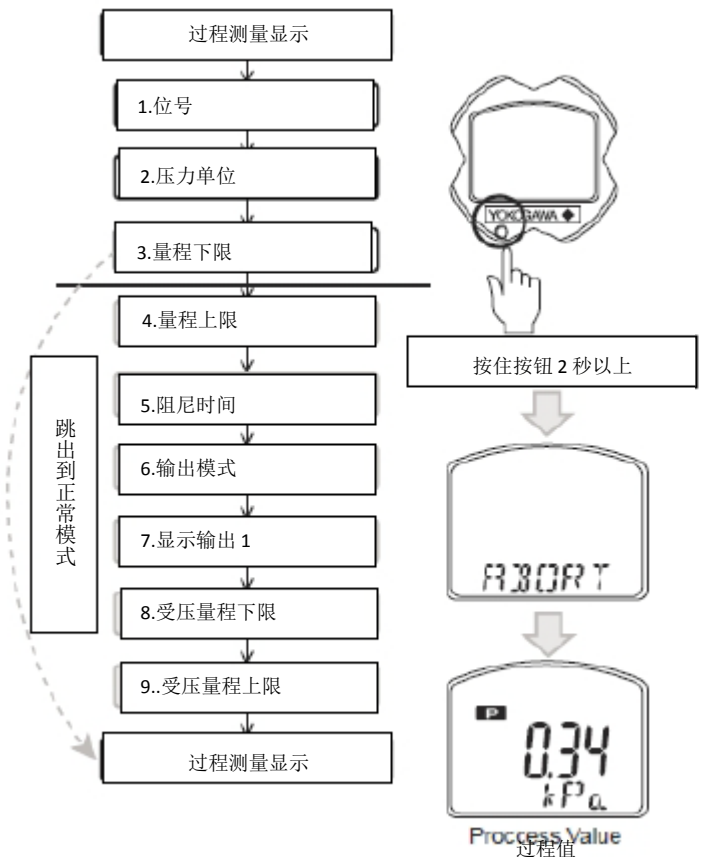 过程测量显示
1.位号
2.压力单位
3.量程下限
4.量程上限
5.阻尼时间
6.输出模式
7.显示输出 1
8.受压量程下限
9..受压量程上限
过程测量显示
跳出到正常模式
YOKOGAWA
按住按钮 2 秒以上
ABORT
P
0.34
kPa
Proccess Value
过程值